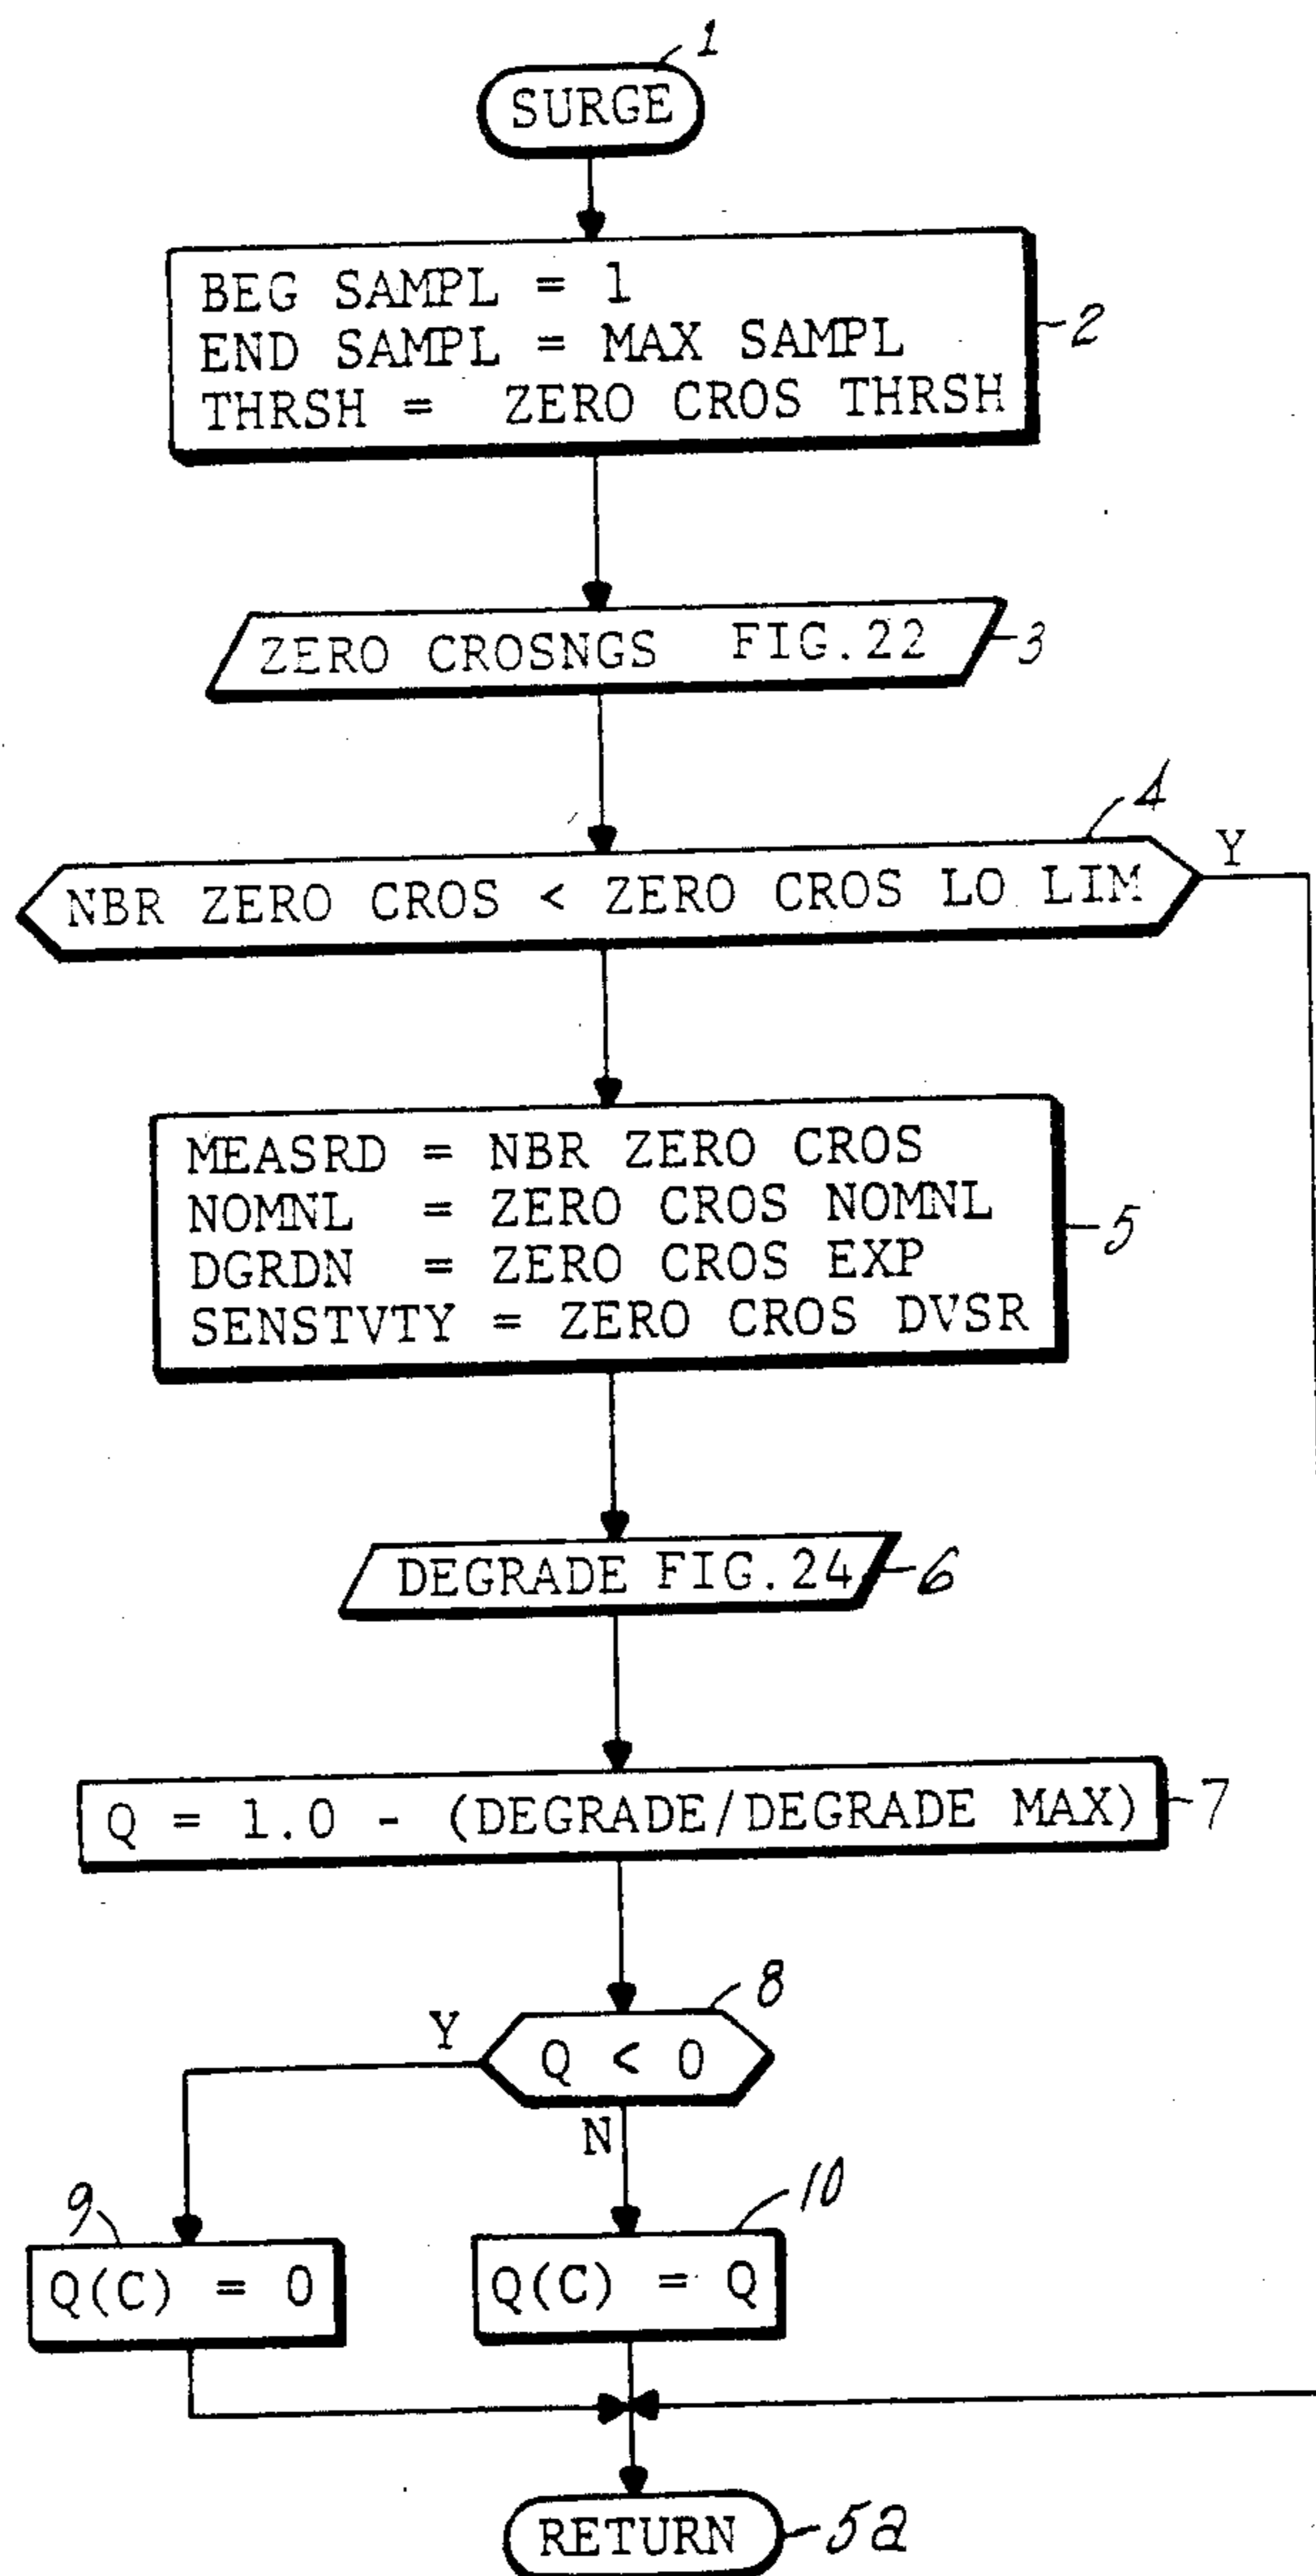 1
SURGE
BEG SAMPL = 1
END SAMPL = MAX SAMPL
THRSH = ZERO CROS THRSH
2
ZERO CROSNGS FIG.22
3
4
NBR ZERO CROS < ZERO CROS LO LIM
Y
MEASRD = NBR ZERO CROS
NOMNL = ZERO CROS NOMNL
DGRDN = ZERO CROS EXP
SENSTVTY = ZERO CROS DVSR
5
DEGRADE FIG.24
6
Q = 1.0 - (DEGRADE/DEGRADE MAX)
7
8
Y
Q < 0
N
9
10
Q(C) = 0
Q(C) = Q
RETURN
5a